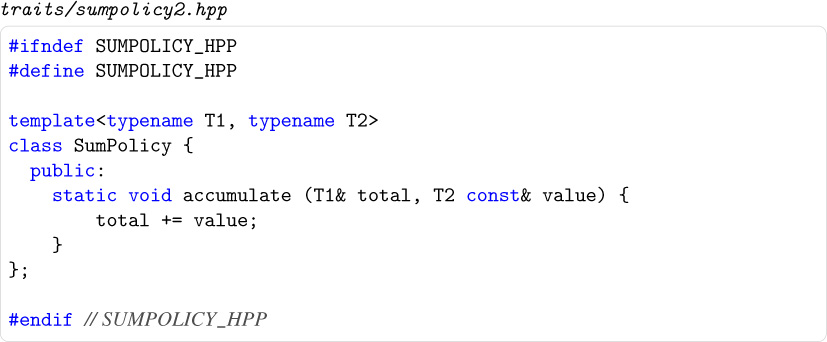 traits/sumpolicy2.hpp
#ifndef SUMPOLICY_HPP
#define SUMPOLICY_HPP

template<typename T1, typename T2>
class SumPolicy {
  public:
    static void accumulate (T1& total, T2 const& value) {
        total += value;
    }
};

#endif // SUMPOLICY_HPP